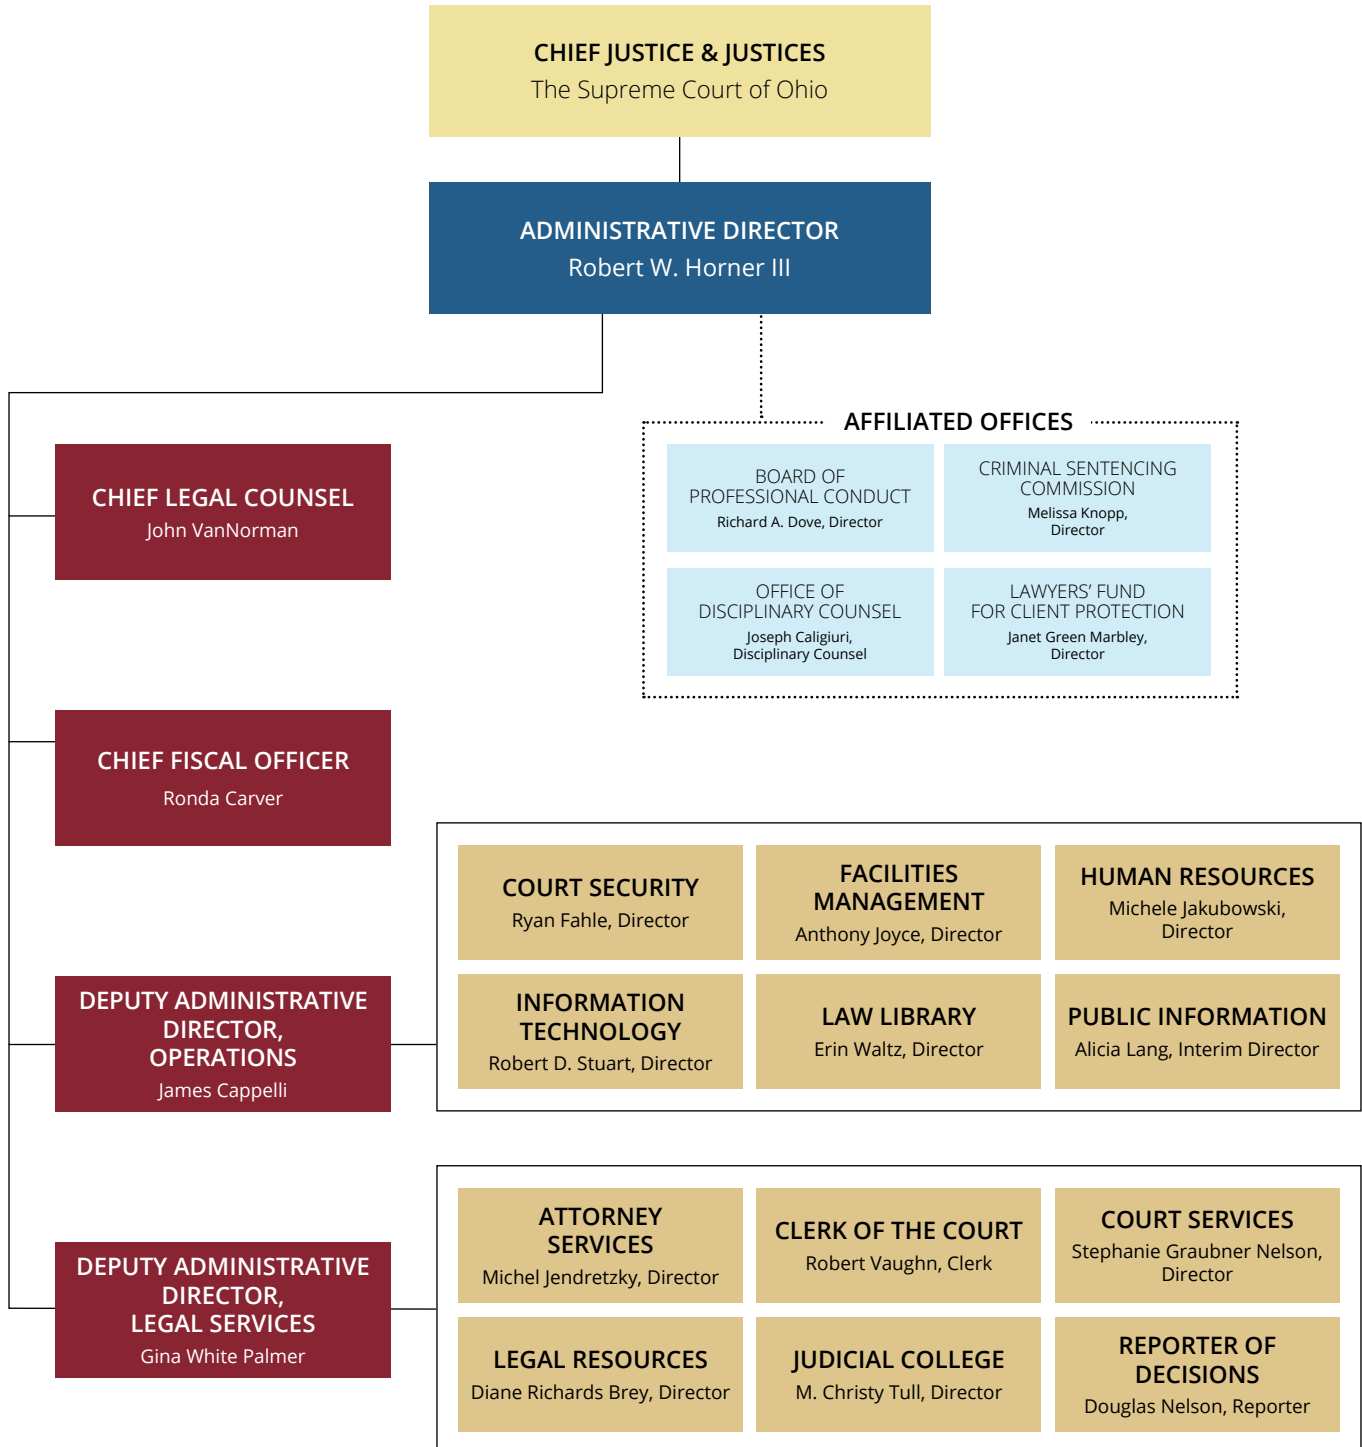 CHIEF JUSTICE & JUSTICES
The Supreme Court of Ohio
ADMINISTRATIVE DIRECTOR
Robert W. Horner III
AFFILIATED OFFICES
BOARD OF
PROFESSIONAL CONDUCT
Richard A. Dove, Director
CRIMINAL SENTENCING
COMMISSION
Melissa Knopp,
Director
OFFICE OF
DISCIPLINARY COUNSEL
Joseph Caligiuri,
Disciplinary Counsel
LAWYERS’ FUND
FOR CLIENT PROTECTION
Janet Green Marbley,
Director
CHIEF LEGAL COUNSEL
John VanNorman
CHIEF FISCAL OFFICER
Ronda Carver
DEPUTY ADMINISTRATIVE
DIRECTOR,
OPERATIONS
James Cappelli
COURT SECURITY
Ryan Fahle, Director
FACILITIES
MANAGEMENT
Anthony Joyce, Director
HUMAN RESOURCES
Michele Jakubowski,
Director
INFORMATION
TECHNOLOGY
Robert D. Stuart, Director
LAW LIBRARY
Erin Waltz, Director
PUBLIC INFORMATION
Alicia Lang, Interim Director
DEPUTY ADMINISTRATIVE
DIRECTOR,
LEGAL SERVICES
Gina White Palmer
ATTORNEY
SERVICES
Michel Jendretzky, Director
CLERK OF THE COURT
Robert Vaughn, Clerk
COURT SERVICES
Stephanie Graubner Nelson,
Director
LEGAL RESOURCES
Diane Richards Brey, Director
JUDICIAL COLLEGE
M. Christy Tull, Director
REPORTER OF
DECISIONS
Douglas Nelson, Reporter